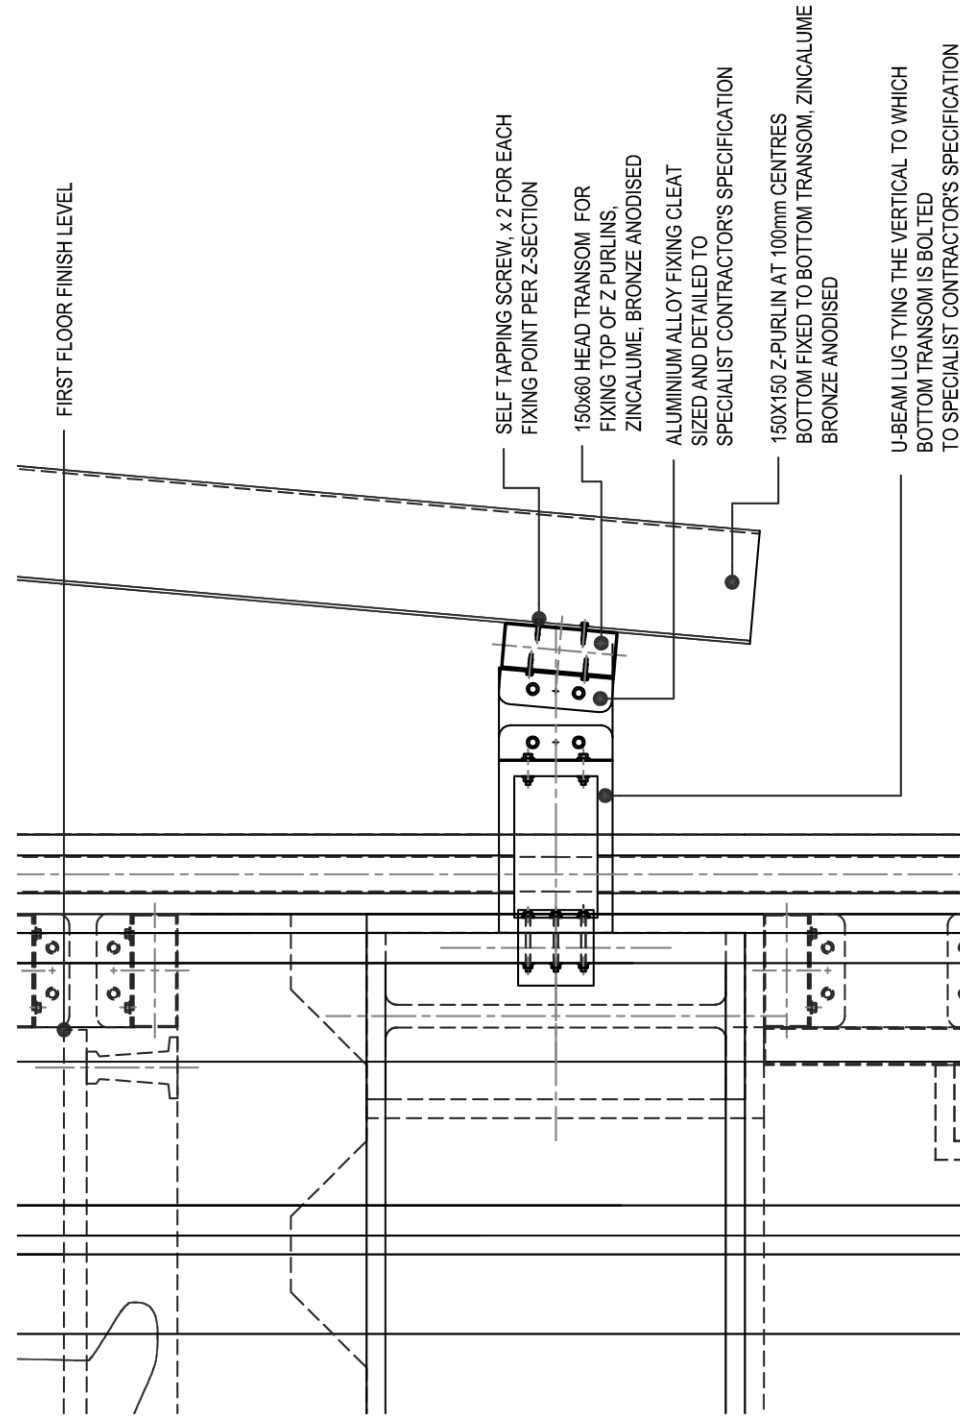 FIRST FLOOR FINISH LEVEL
SELF TAPPING SCREW, x 2 FOR EACH
FIXING POINT PER Z-SECTION
150x60 HEAD TRANSOM FOR
FIXING TOP OF Z PURLINS,
ZINCALUME, BRONZE ANODISED
ALUMINIUM ALLOY FIXING CLEAT
SIZED AND DETAILED TO
SPECIALIST CONTRACTOR'S SPECIFICATION
150X150 Z-PURLIN AT 100mm CENTRES
BOTTOM FIXED TO BOTTOM TRANSOM, ZINCALUME
BRONZE ANODISED
U-BEAM LUG TYING THE VERTICAL TO WHICH
BOTTOM TRANSOM IS BOLTED
TO SPECIALIST CONTRACTOR'S SPECIFICATION